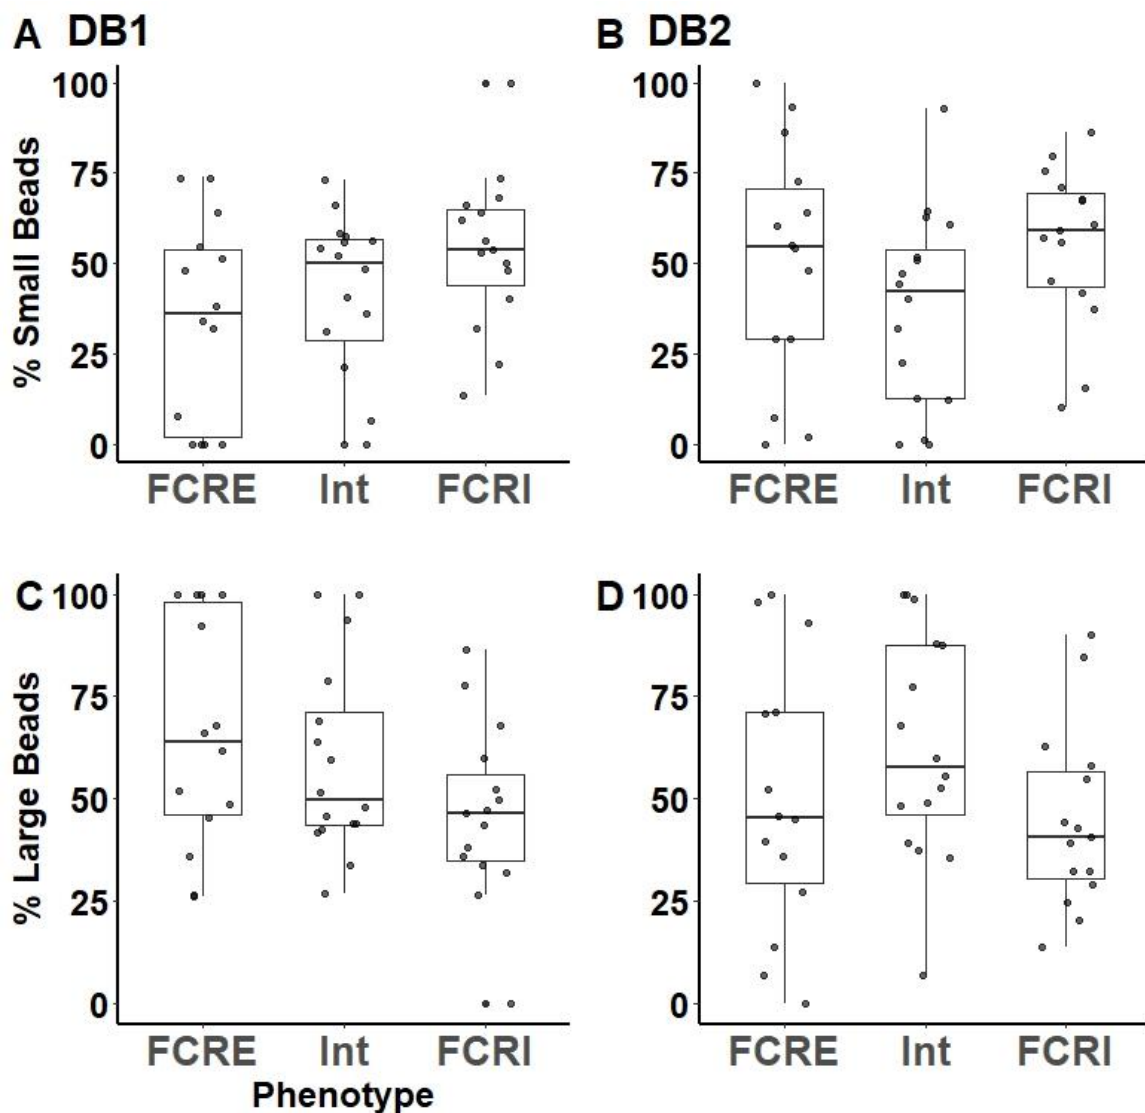 A DB1
B DB2
% Small Beads
100
75
50
25
0
FCRE Int FCRI
100
75
50
25
0
FCRE Int FCRI
C
% Large Beads
100
75
50
25
0
FCRE Int FCRI
Phenotype
D
100
75
50
25
0
FCRE Int FCRI